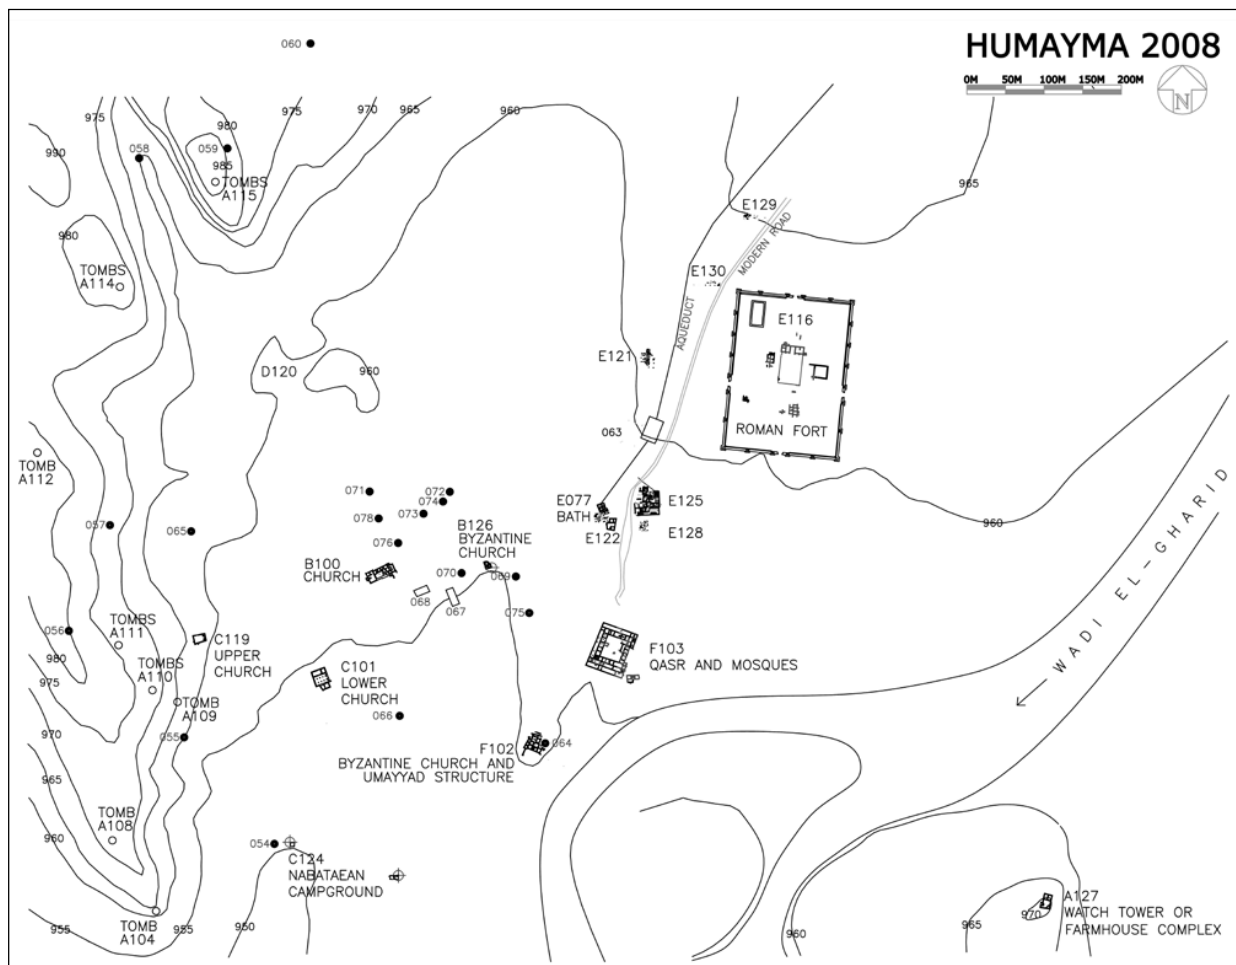 HUMAYMA 2008
0M 50M 100M 150M 200M
N
060
975
980
975
970
965
960
990
058
059
985
TOMBS
A115
965
980
E129
MODERN ROAD
TOMBS
A114
E130
AQUEDUCT
E116
E121
D120
960
063
ROMAN FORT
TOMB
A112
071
072
074
073
078
E077
BATH
E125
E122
E128
057
065
076
B126
BYZANTINE
CHURCH
960
WADI EL-GHARID
B100
CHURCH
070
069
068
067
075
056
TOMBS
A111
C119
UPPER
CHURCH
F103
QASR AND MOSQUES
980
975
TOMBS
A110
C101
LOWER
CHURCH
TOMB
A109
066
970
055
F102
BYZANTINE CHURCH AND
UMAYYAD STRUCTURE
064
965
TOMB
A108
960
054
C124
NABATAEAN
CAMPGROUND
A127
WATCH TOWER OR
FARMHOUSE COMPLEX
970
965
960
955
TOMB
A104
955
950